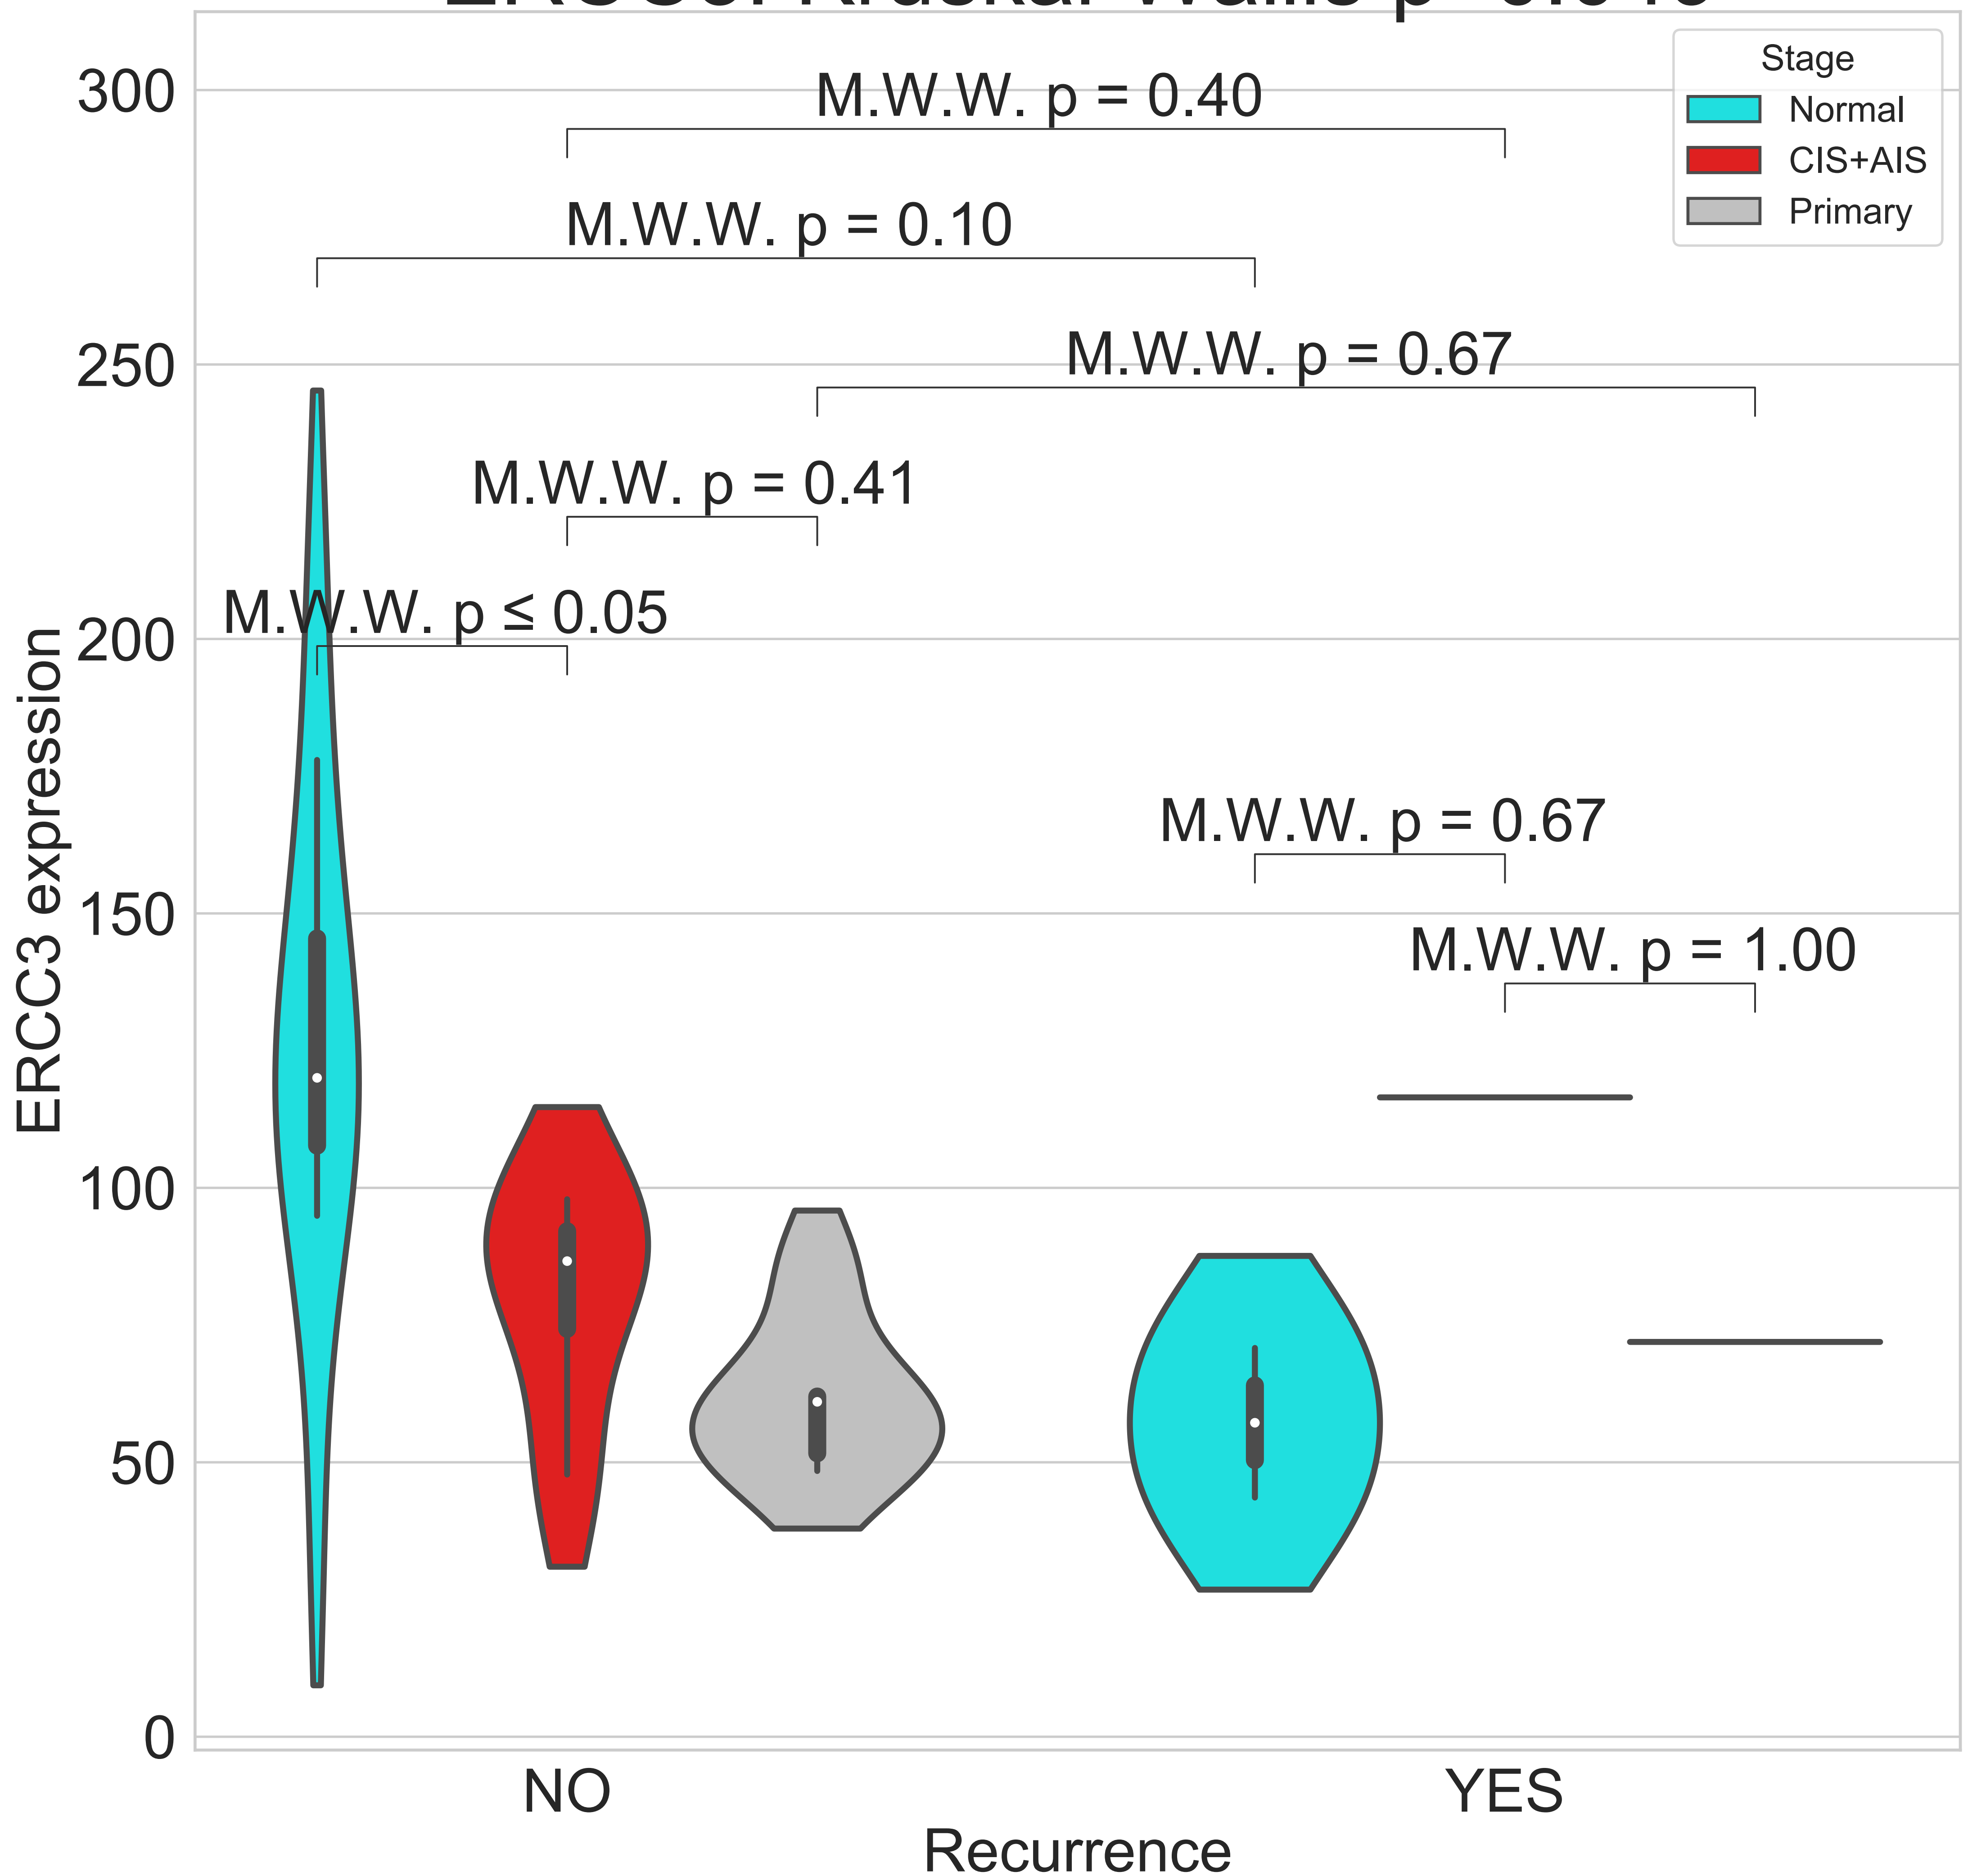 Stage
Normal
CIS+AIS
Primary
M.W.W. p = 0.40
M.W.W. p = 0.10
M.W.W. p = 0.67
M.W.W. p = 0.41
M.W.W. p ≤ 0.05
M.W.W. p = 0.67
M.W.W. p = 1.00
ERCC3 expression
300
250
200
150
100
50
0
NO YES
Recurrence